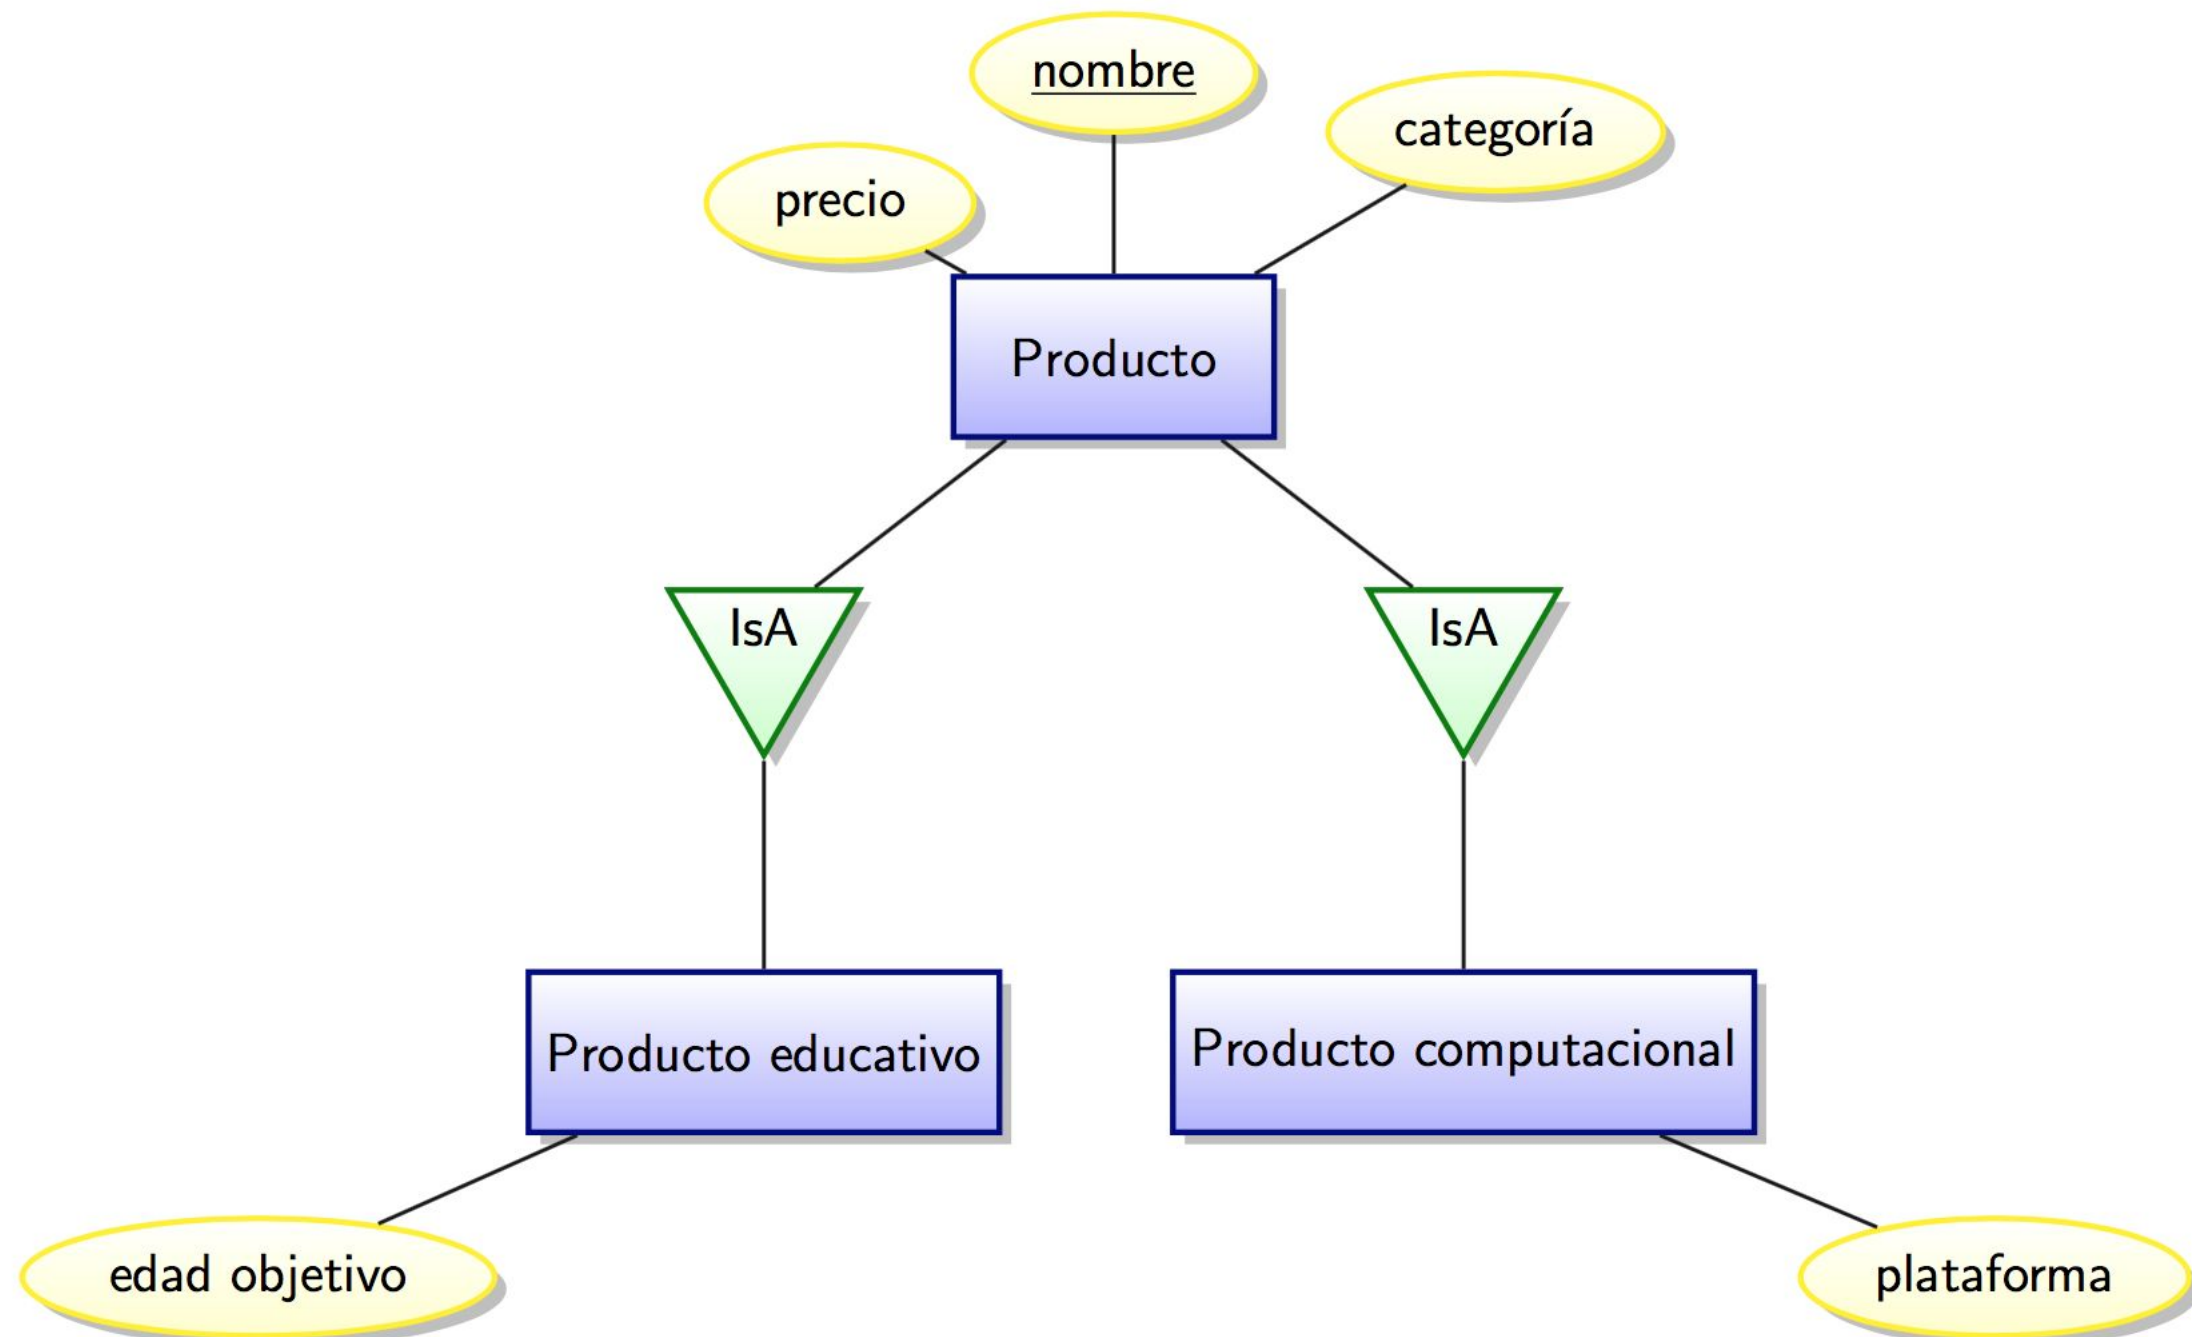 nombre
categoría
precio
Producto
IsA
IsA
Producto educativo
Producto computacional
edad objetivo
plataforma